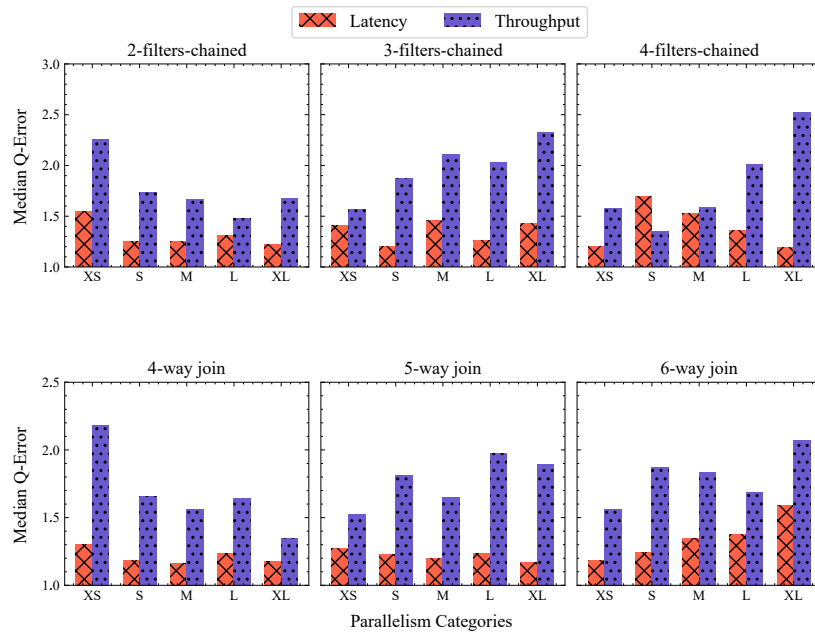 Latency Throughput
2-filters-chained 3-filters-chained 4-filters-chained
Median Q-Error
3.0
2.5
2.0
1.5
1.0
XS S M L XL XS S M L XL XS S M L XL
4-way join 5-way join 6-way join
Median Q-Error
2.5
2.0
1.5
1.0
XS S M L XL XS S M L XL XS S M L XL
Parallelism Categories